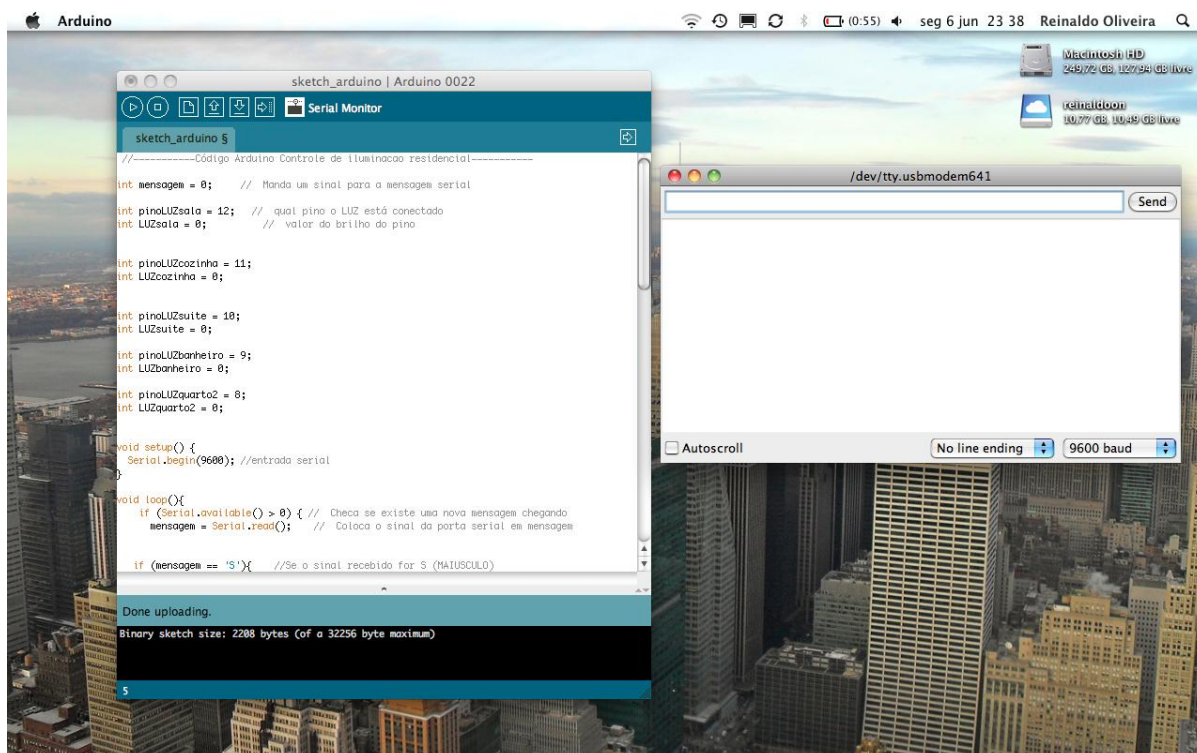 Arduino
(0:55) seg 6 jun 23 38 Reinaldo Oliveira
Macintosh HD
249,72 GB, 127,94 GB livre
reinaldoon
10,77 GB, 10,49 GB livre
sketch_arduino | Arduino 0022
Serial Monitor
sketch_arduino §
//-----------Código Arduino Controle de iluminacao residencial-----------
int mensagem = 0; // Manda um sinal para a mensagem serial
int pinoLUZsala = 12; // qual pino o LUZ está conectado
int LUZsala = 0; // valor do brilho do pino
int pinoLUZcozinha = 11;
int LUZcozinha = 0;
int pinoLUZsuite = 10;
int LUZsuite = 0;
int pinoLUZbanheiro = 9;
int LUZbanheiro = 0;
int pinoLUZquarto2 = 8;
int LUZquarto2 = 0;
void setup() {
Serial.begin(9600); //entrada serial
}
void loop(){
if (Serial.available() > 0) { // Checa se existe uma nova mensagem chegando
mensagem = Serial.read(); // Coloca o sinal da porta serial em mensagem
if (mensagem == 'S'){ //Se o sinal recebido for S (MAIUSCULO)
Done uploading.
Binary sketch size: 2208 bytes (of a 32256 byte maximum)
5
/dev/tty.usbmodem641
Send
Autoscroll
No line ending
9600 baud